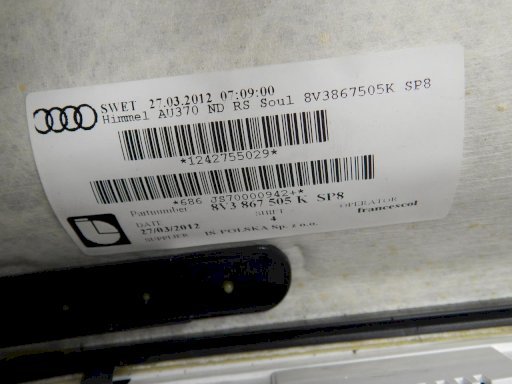 SWET 27.03.2012 07:09:00
Himmel AU370 ND RS Soul 8V3867505K SP8
*1242755029*
*686 JS70000942+*
Partnumber 8V3 867 505 K SP8
DATE SHIFT OPERATOR
27/03/2012 4 francescol
SUPPLIER IS POLSKA Sp. z o.o.